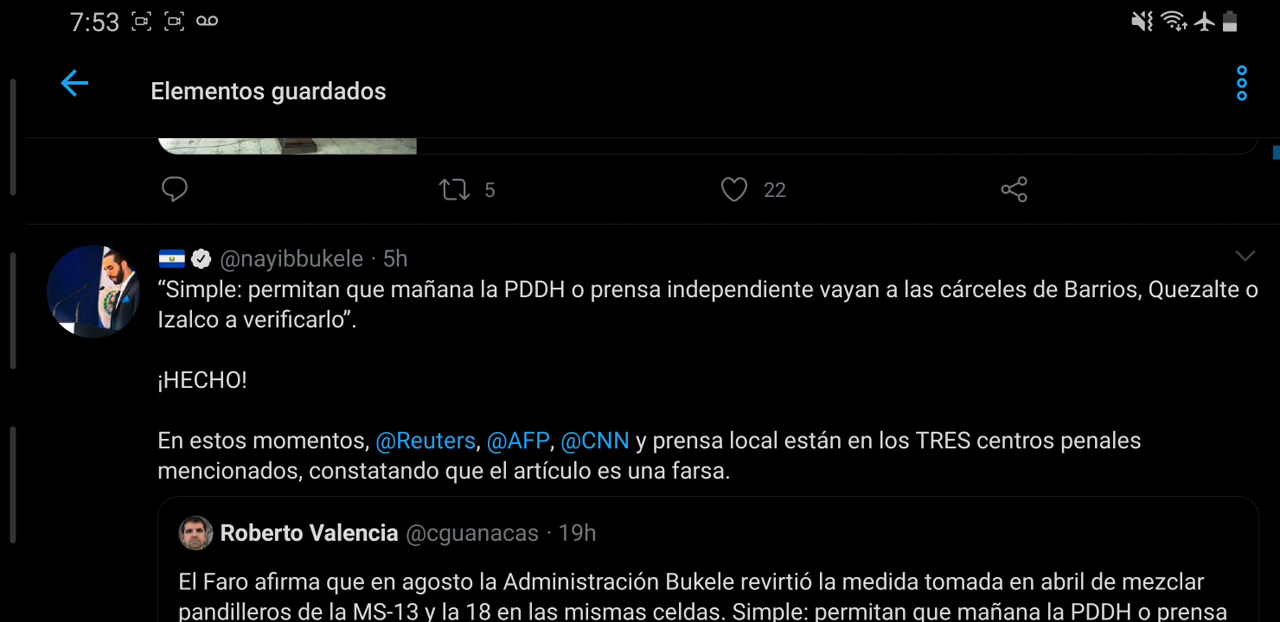 7:53
Elementos guardados
5
22
@nayibbukele · 5h
“Simple: permitan que mañana la PDDH o prensa independiente vayan a las cárceles de Barrios, Quezalte o
Izalco a verificarlo”.
¡HECHO!
En estos momentos, @Reuters, @AFP, @CNN y prensa local están en los TRES centros penales
mencionados, constatando que el artículo es una farsa.
Roberto Valencia @cguanacas · 19h
El Faro afirma que en agosto la Administración Bukele revirtió la medida tomada en abril de mezclar
pandilleros de la MS-13 y la 18 en las mismas celdas. Simple: permitan que mañana la PDDH o prensa